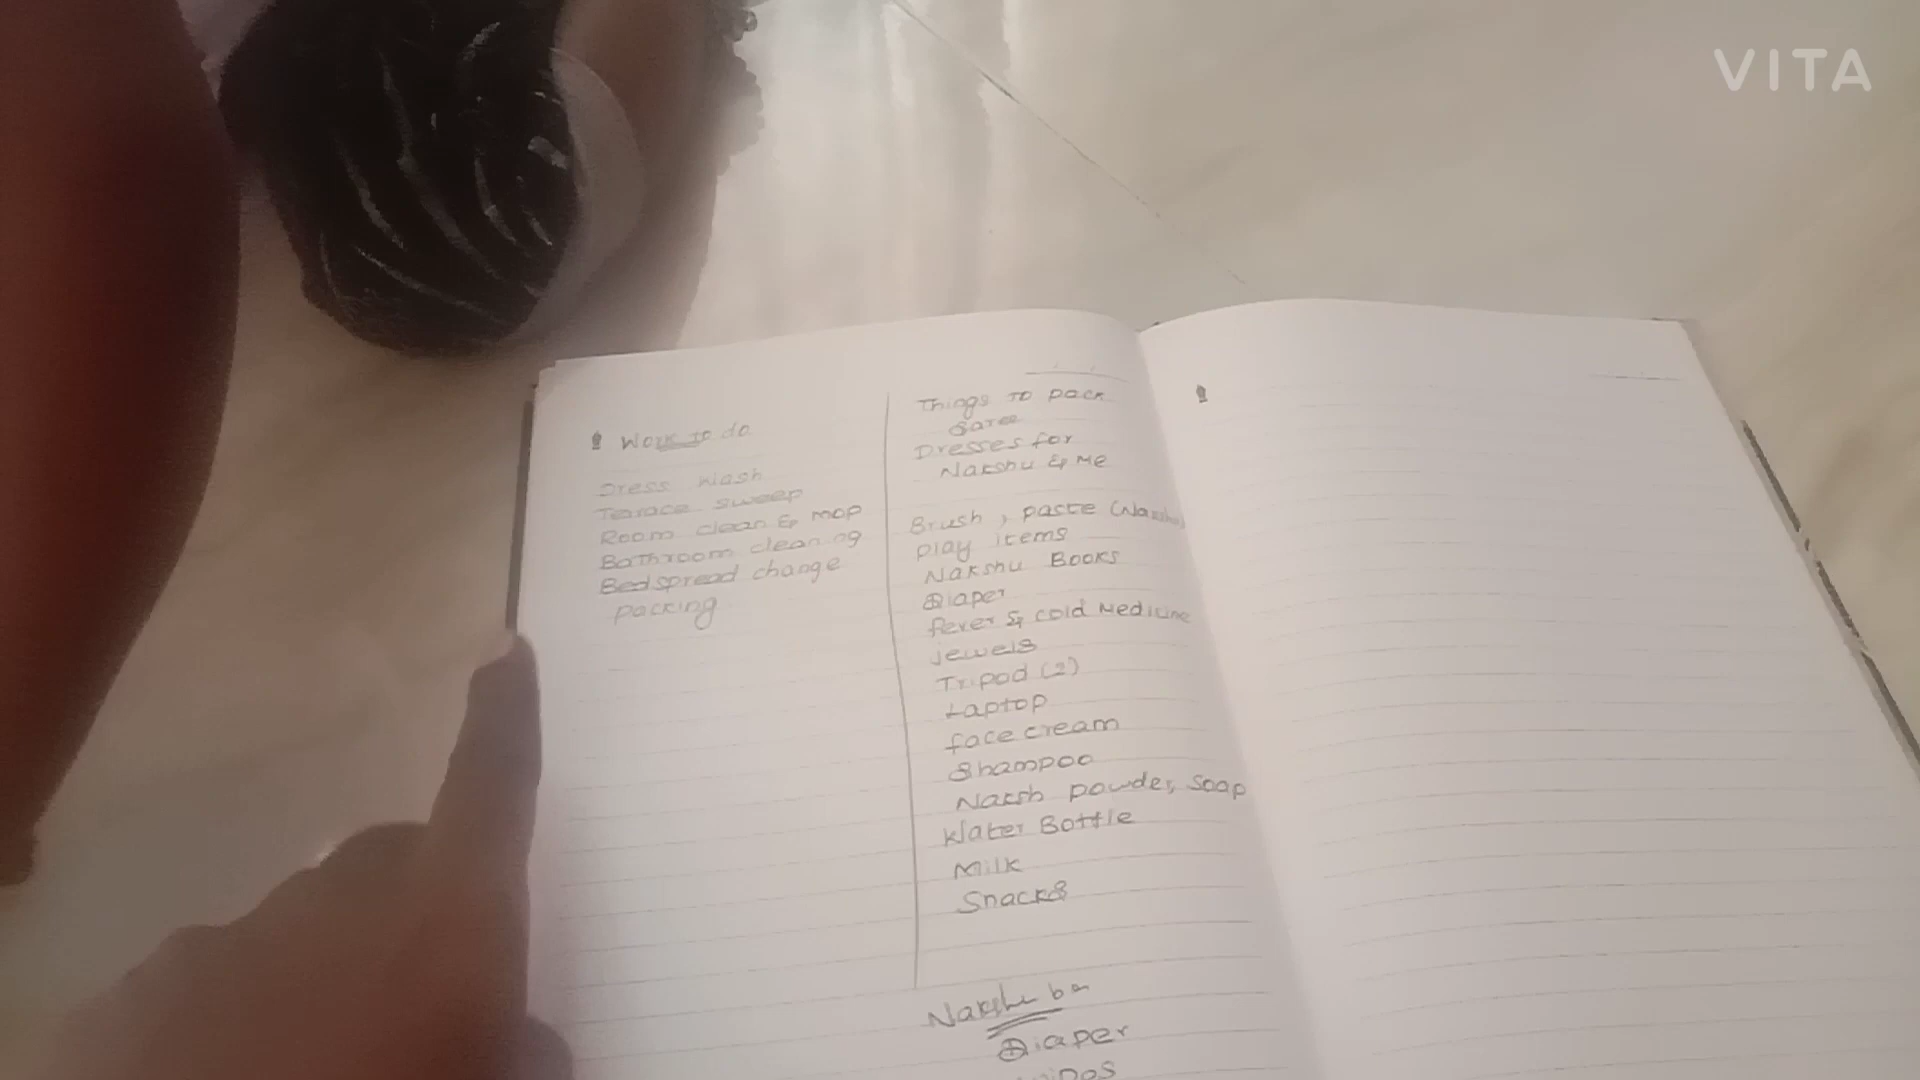 VITA
Work to do
Dress Wash
Terrace sweep
Room clean & mop
Bathroom cleaning
Bedspread change
packing
Things To pack
Saree
Dresses for
Nakshu & Me
Brush, paste
play items
Nakshu Books
Diaper
fever & cold Medicine
jewels
Tripod (2)
Laptop
face cream
Shampoo
Naksh powder, soap
Water Bottle
Milk
Snacks
Nakshu
Diaper